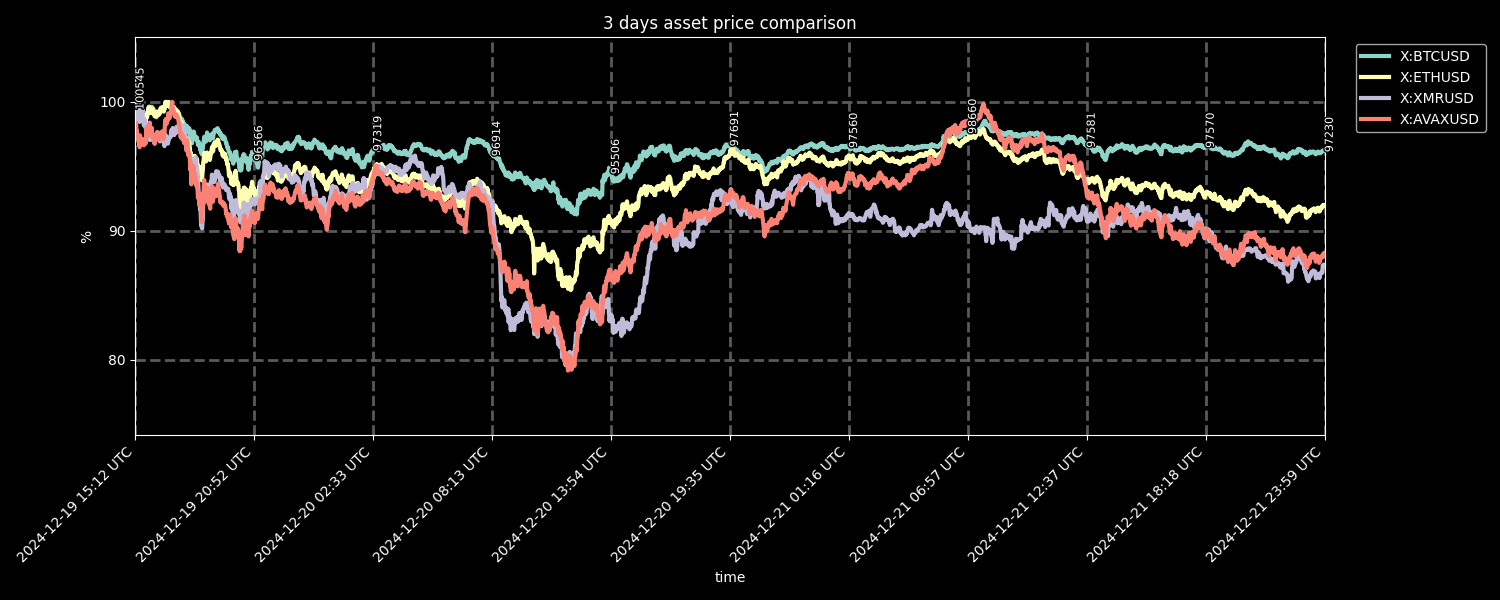 3 days asset price comparison
X:BTCUSD
X:ETHUSD
X:XMRUSD
X:AVAXUSD
100
90
80
%
100545
96566
97319
96914
95506
97691
97560
98660
97581
97570
97230
2024-12-19 15:12 UTC
2024-12-19 20:52 UTC
2024-12-20 02:33 UTC
2024-12-20 08:13 UTC
2024-12-20 13:54 UTC
2024-12-20 19:35 UTC
2024-12-21 01:16 UTC
2024-12-21 06:57 UTC
2024-12-21 12:37 UTC
2024-12-21 18:18 UTC
2024-12-21 23:59 UTC
time